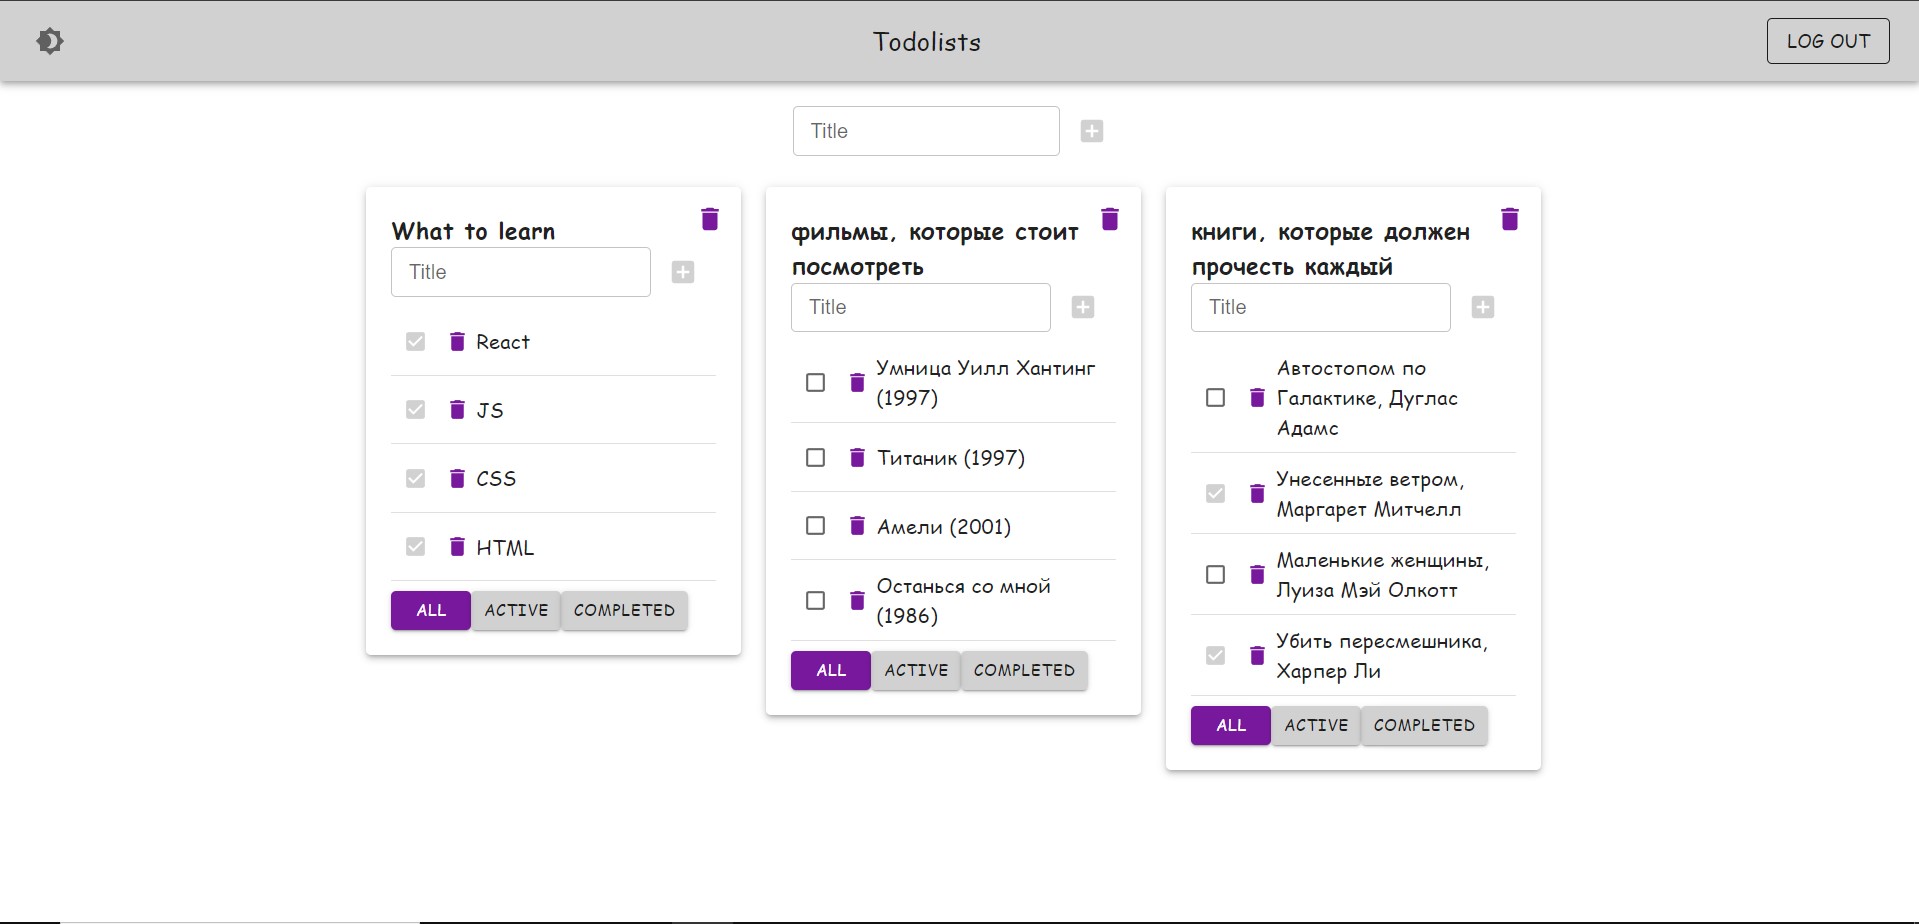 Todolists
LOG OUT
Title
What to learn
Title
React
JS
CSS
HTML
ALL
ACTIVE
COMPLETED
фильмы, которые стоит
посмотреть
Title
Умница Уилл Хантинг
(1997)
Титаник (1997)
Амели (2001)
Останься со мной
(1986)
ALL
ACTIVE
COMPLETED
книги, которые должен
прочесть каждый
Title
Автостопом по
Галактике, Дуглас
Адамс
Унесенные ветром,
Маргарет Митчелл
Маленькие женщины,
Луиза Мэй Олкотт
Убить пересмешника,
Харпер Ли
ALL
ACTIVE
COMPLETED